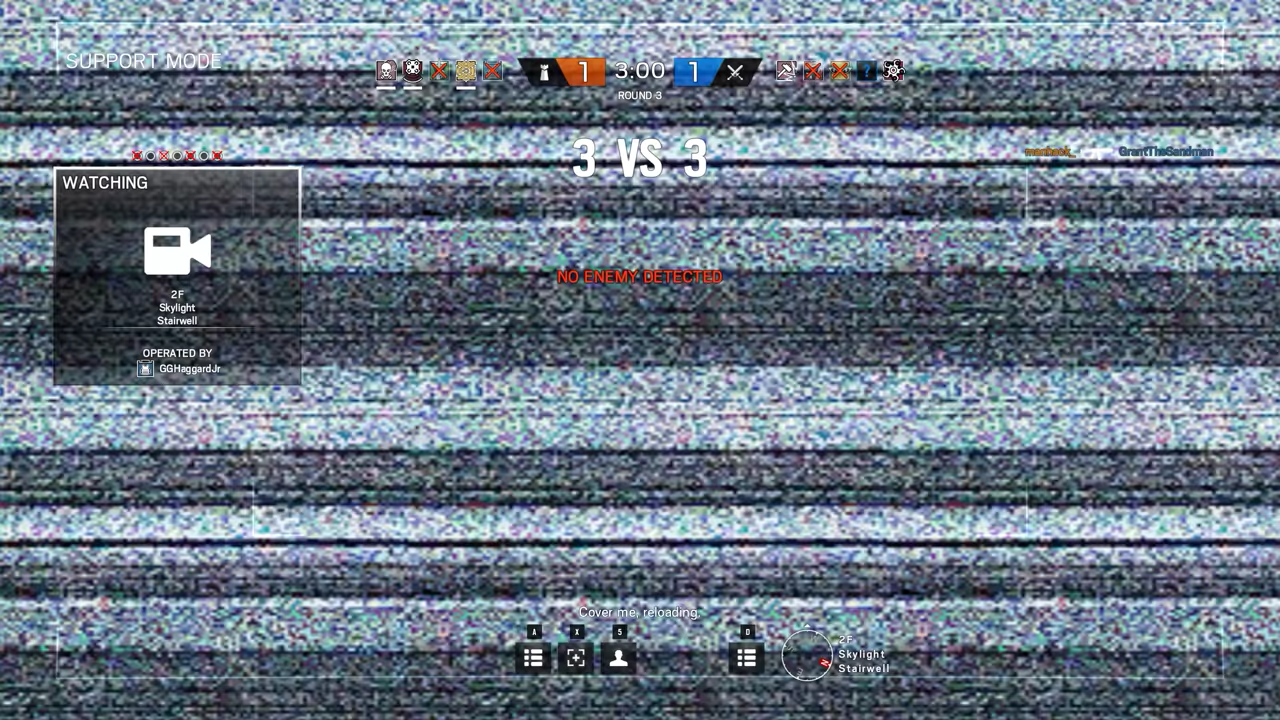 SUPPORT MODE
1 3:00 1
ROUND 3
3 VS 3
manback_ GrantTheSandman
WATCHING
2F
Skylight
Stairwell
OPERATED BY
GGHaggardJr
NO ENEMY DETECTED
Cover me, reloading.
A X 5 D
2F
Skylight
Stairwell